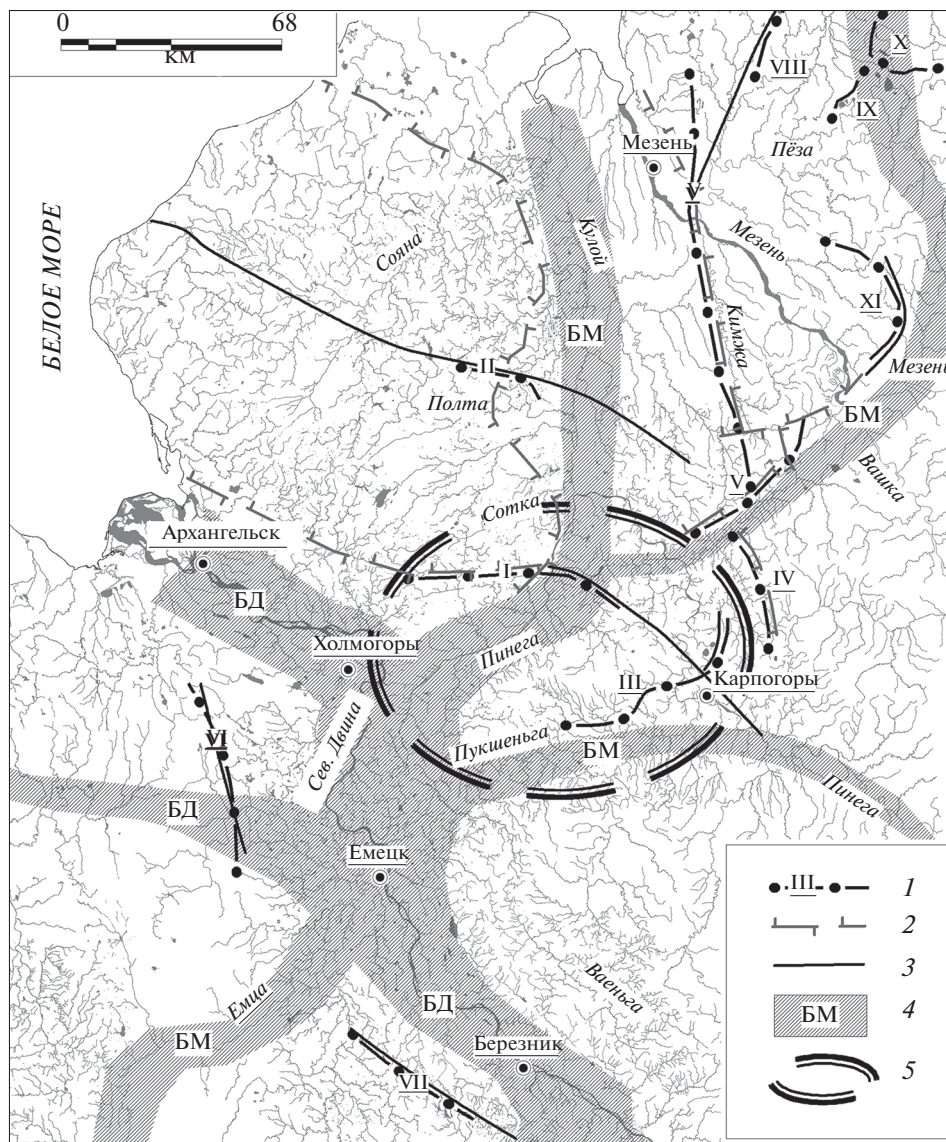 0 68
км
X
VIII
IX
Мезень
Пёза
V
БЕЛОЕ МОРЕ
Сояна
Кулой
Мезень
XI
БМ
Кимжа
II
Полта
Мезень
БМ
V
Вашка
Сотка
Архангельск
I
IV
БД
Холмогоры
Пинега
III
Карпогоры
VI
Сев. Двина
Пукшеньга
БМ
Пинега
БД
Емецк
III 1
2
3
БМ 4
5
Ваеньга
Емца
БД
БМ
Березник
VII